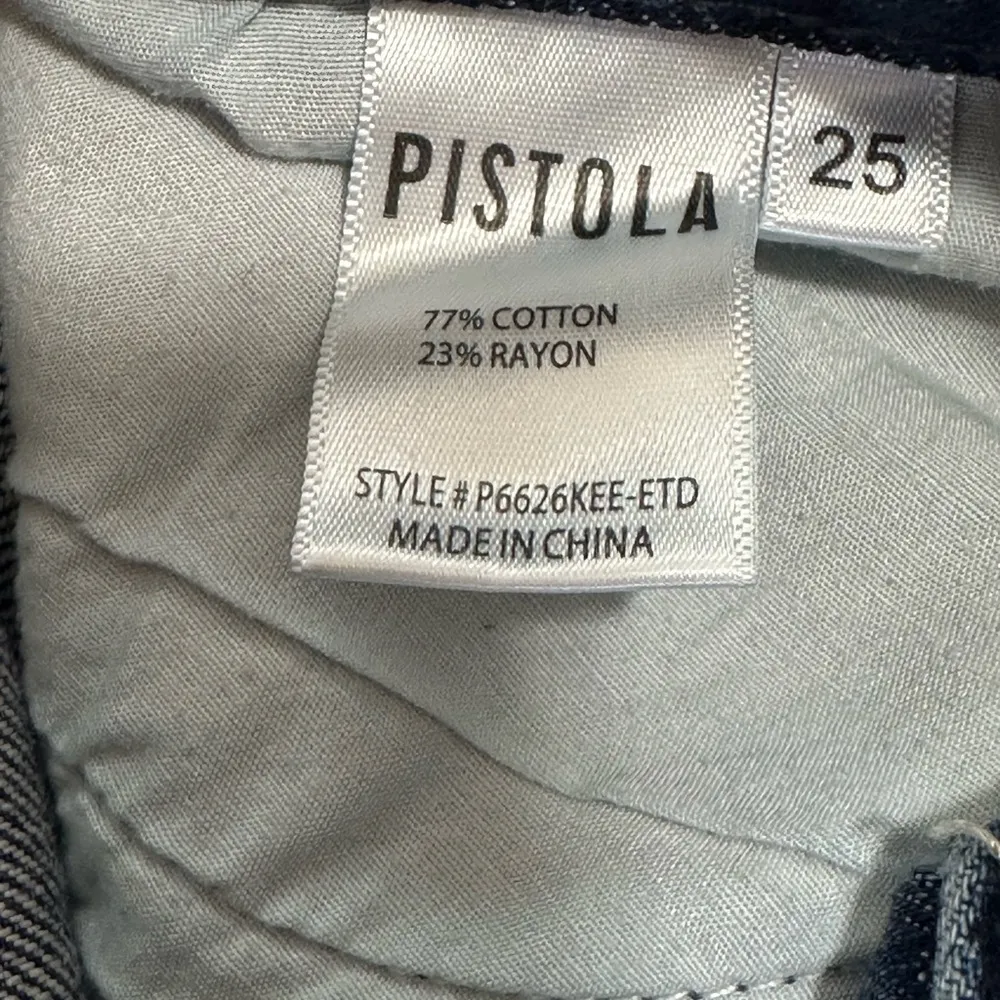 PISTOLA
25
77% COTTON
23% RAYON
STYLE # P6626KEE-ETD
MADE IN CHINA